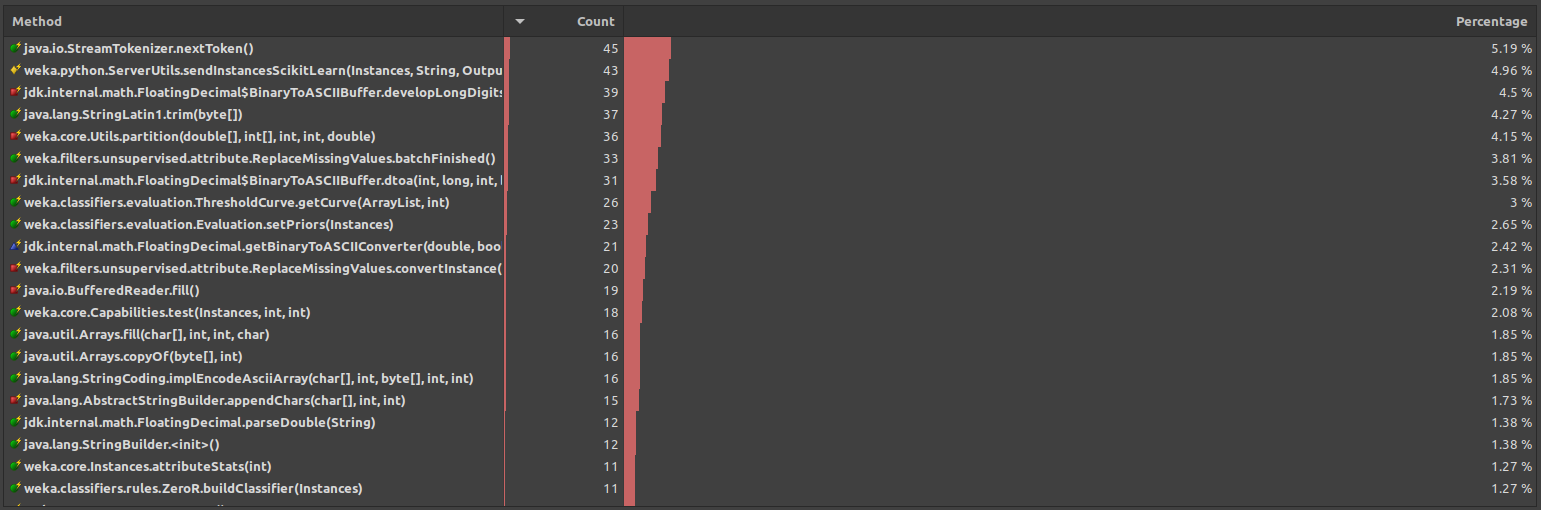 Method Count Percentage
java.io.StreamTokenizer.nextToken() 45 5.19 %
weka.python.ServerUtils.sendInstancesScikitLearn(Instances, String, Outpu 43 4.96 %
jdk.internal.math.FloatingDecimal$BinaryToASCIIBuffer.developLongDigits 39 4.5 %
java.lang.StringLatin1.trim(byte[]) 37 4.27 %
weka.core.Utils.partition(double[], int[], int, int, double) 36 4.15 %
weka.filters.unsupervised.attribute.ReplaceMissingValues.batchFinished() 33 3.81 %
jdk.internal.math.FloatingDecimal$BinaryToASCIIBuffer.dtoa(int, long, int, l 31 3.58 %
weka.classifiers.evaluation.ThresholdCurve.getCurve(ArrayList, int) 26 3 %
weka.classifiers.evaluation.Evaluation.setPriors(Instances) 23 2.65 %
jdk.internal.math.FloatingDecimal.getBinaryToASCIIConverter(double, boo 21 2.42 %
weka.filters.unsupervised.attribute.ReplaceMissingValues.convertInstance( 20 2.31 %
java.io.BufferedReader.fill() 19 2.19 %
weka.core.Capabilities.test(Instances, int, int) 18 2.08 %
java.util.Arrays.fill(char[], int, int, char) 16 1.85 %
java.util.Arrays.copyOf(byte[], int) 16 1.85 %
java.lang.StringCoding.implEncodeAsciiArray(char[], int, byte[], int, int) 16 1.85 %
java.lang.AbstractStringBuilder.appendChars(char[], int, int) 15 1.73 %
jdk.internal.math.FloatingDecimal.parseDouble(String) 12 1.38 %
java.lang.StringBuilder.<init>() 12 1.38 %
weka.core.Instances.attributeStats(int) 11 1.27 %
weka.classifiers.rules.ZeroR.buildClassifier(Instances) 11 1.27 %